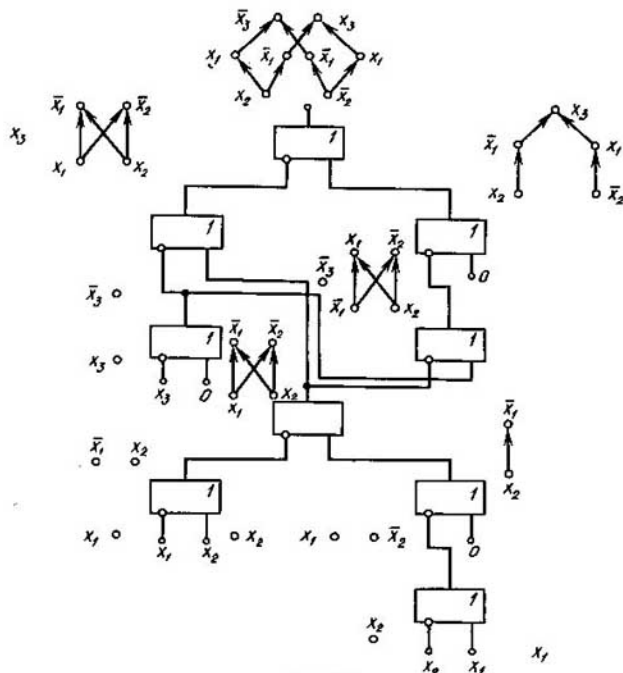 x̄₃ x₃
x₁ x̄₁ x̄₁ x₁
x₂ x̄₂
x̄₁ x̄₂
x₃
x₁ x₂
1
x₃
x̄₁ x₁
x₂ x̄₂
1 1
x₁ x̄₂
0
x̄₃
x̄₁ x₂
x̄₃
1 1
x̄₁ x̄₂
x₃
x₃ 0
x₁ x₂
1
x̄₁
x₂
x̄₁ x₂
1 1
x₁ x₁ x₂ x₂ x₁ x̄₂ 0
1
x₂
x₂ x₁ x₁